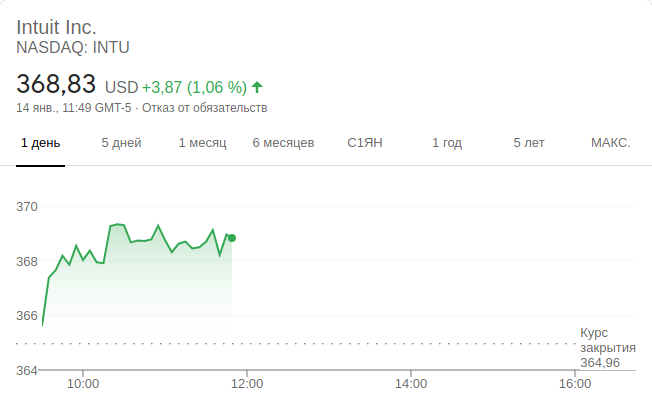 Intuit Inc.
NASDAQ: INTU
368,83 USD +3,87 (1,06 %)
14 янв., 11:49 GMT-5 · Отказ от обязательств
1 день 5 дней 1 месяц 6 месяцев С1ЯН 1 год 5 лет МАКС.
370
368
366
Курс
закрытия
364,96
364
10:00 12:00 14:00 16:00